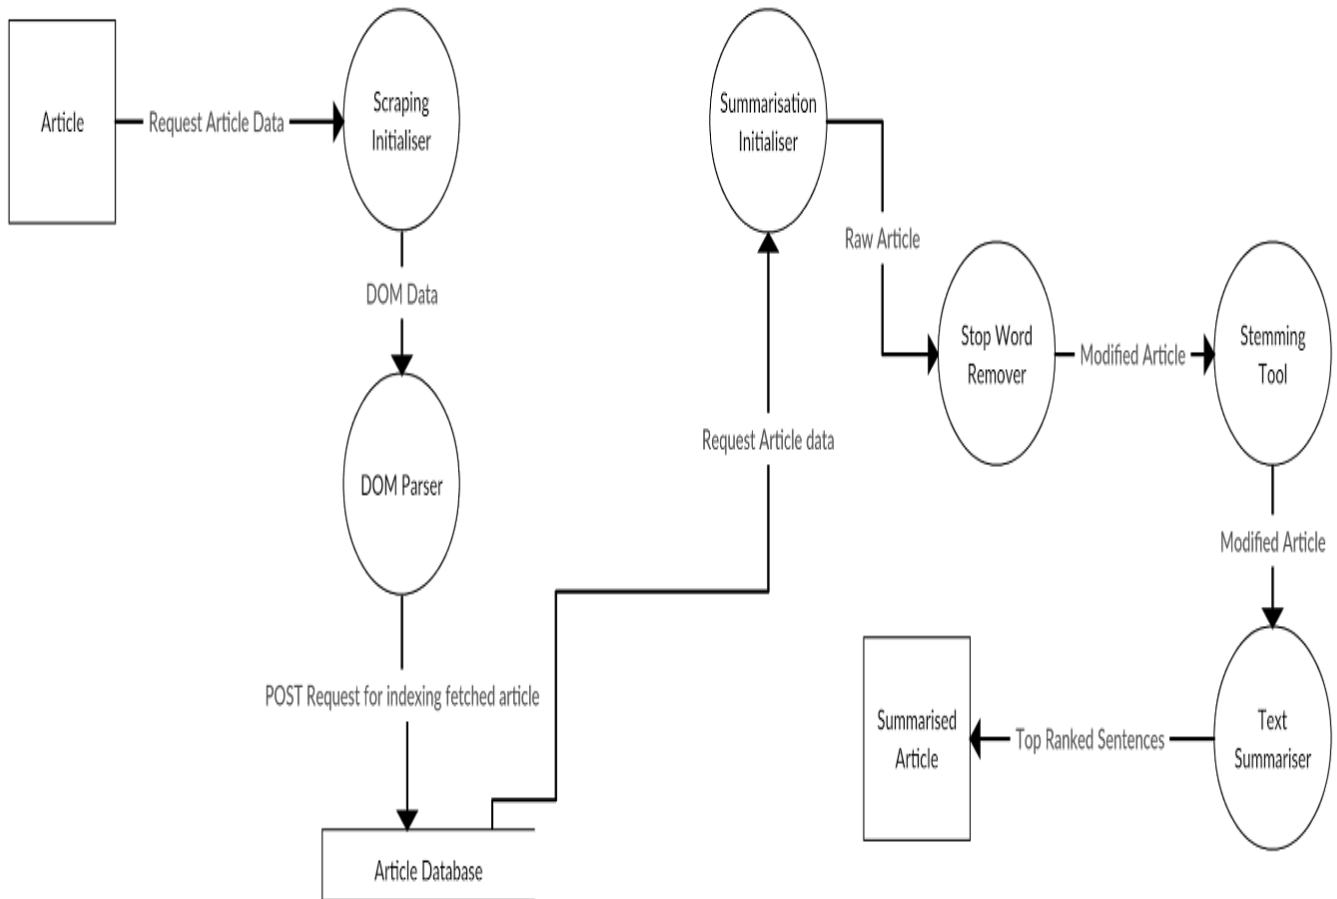 Article
Request Article Data
Scraping
Initialiser
DOM Data
DOM Parser
POST Request for indexing fetched article
Article Database
Request Article data
Summarisation
Initialiser
Raw Article
Stop Word
Remover
Modified Article
Stemming
Tool
Modified Article
Text
Summariser
Top Ranked Sentences
Summarised
Article